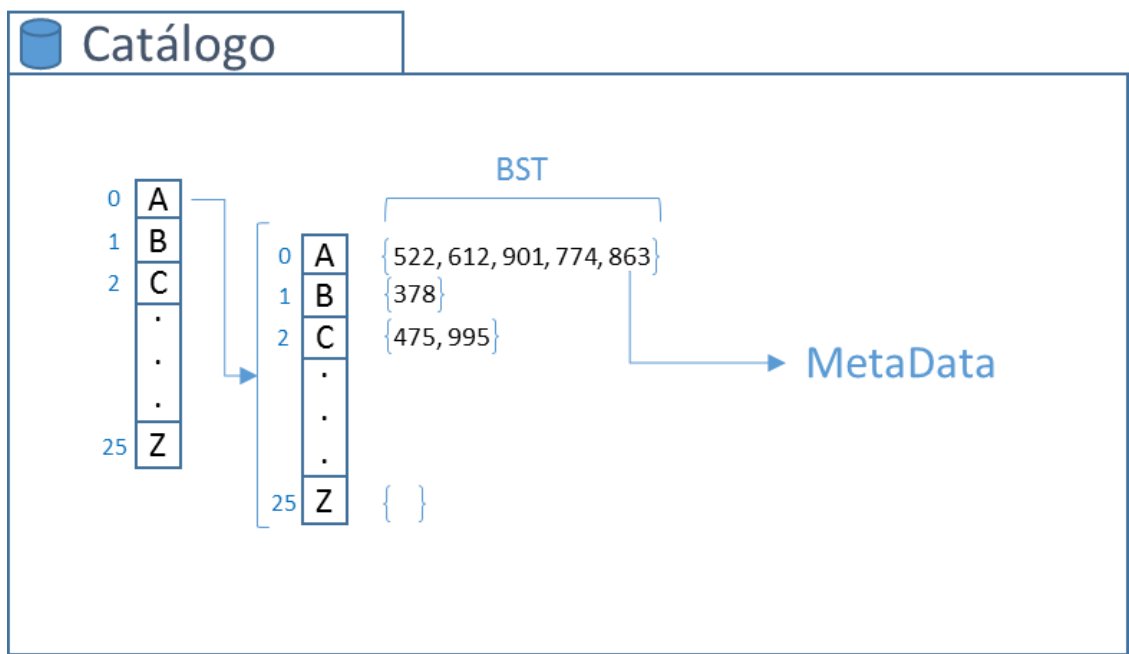 Catálogo
BST
0 A
1 B
2 C
.
.
.
25 Z
0 A {522, 612, 901, 774, 863}
1 B {378}
2 C {475, 995}
.
.
.
25 Z { }
MetaData